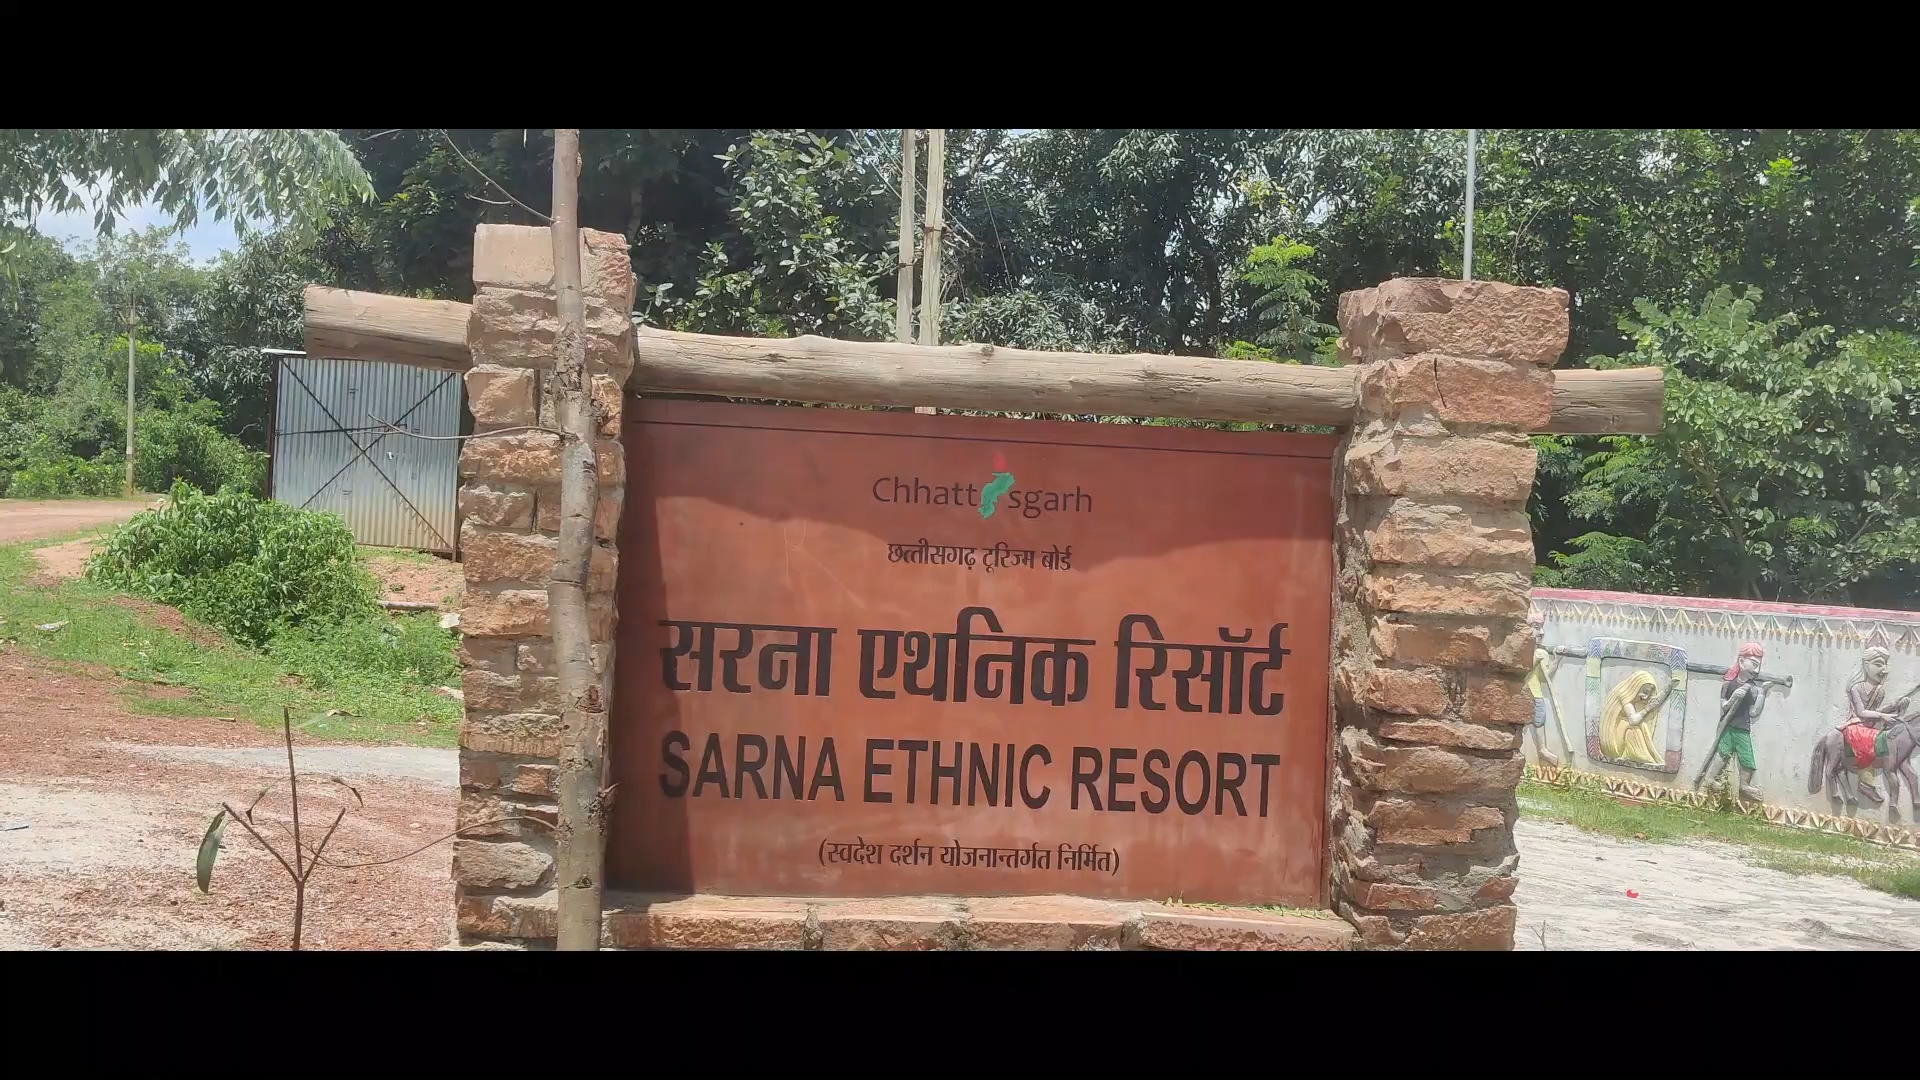 Chhattisgarh
छत्तीसगढ़ टूरिज्म बोर्ड
सरना एथनिक रिसॉर्ट
SARNA ETHNIC RESORT
(स्वदेश दर्शन योजनान्तर्गत निर्मित)